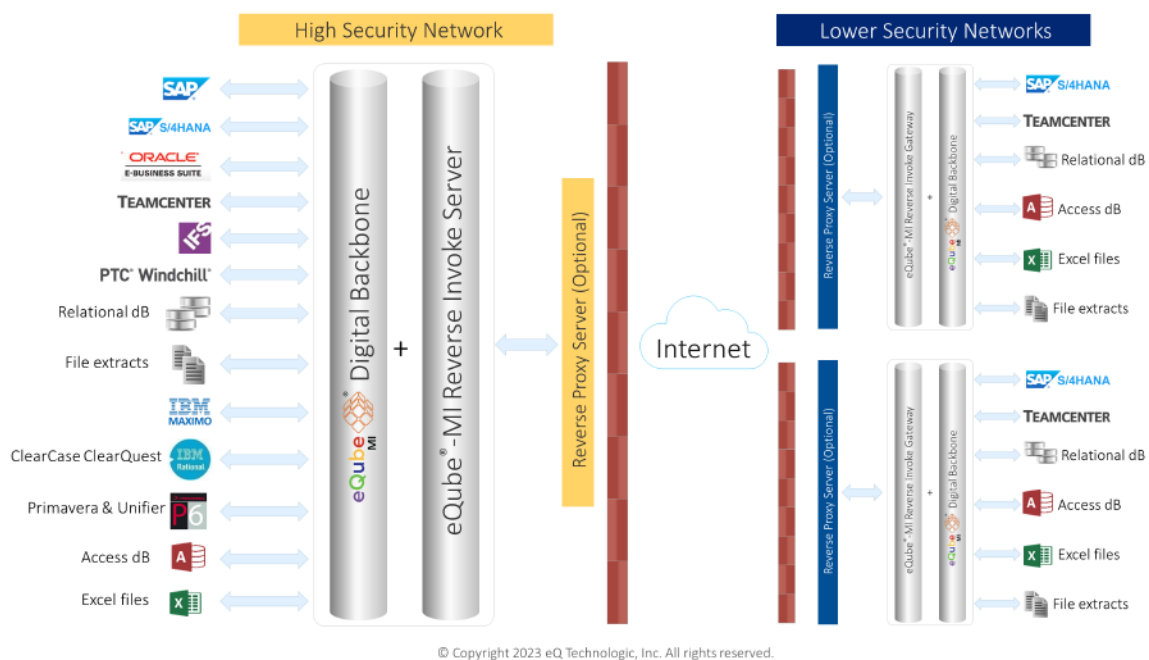 High Security Network
Lower Security Networks
SAP
SAP S/4HANA
ORACLE®
E-BUSINESS SUITE
TEAMCENTER
IFS
PTC® Windchill®
Relational dB
File extracts
IBM
MAXIMO
ClearCase ClearQuest
IBM
Rational
Primavera & Unifier
P6
Access dB
A
Excel files
X
eQube® MI Digital Backbone
+
eQube®-MI Reverse Invoke Server
Reverse Proxy Server (Optional)
Internet
Reverse Proxy Server (Optional)
eQube®-MI Reverse Invoke Gateway
+
eQube® MI Digital Backbone
SAP S/4HANA
TEAMCENTER
Relational dB
A
Access dB
X
Excel files
File extracts
Reverse Proxy Server (Optional)
eQube®-MI Reverse Invoke Gateway
+
eQube® MI Digital Backbone
SAP S/4HANA
TEAMCENTER
Relational dB
A
Access dB
X
Excel files
File extracts
© Copyright 2023 eQ Technologic, Inc. All rights reserved.